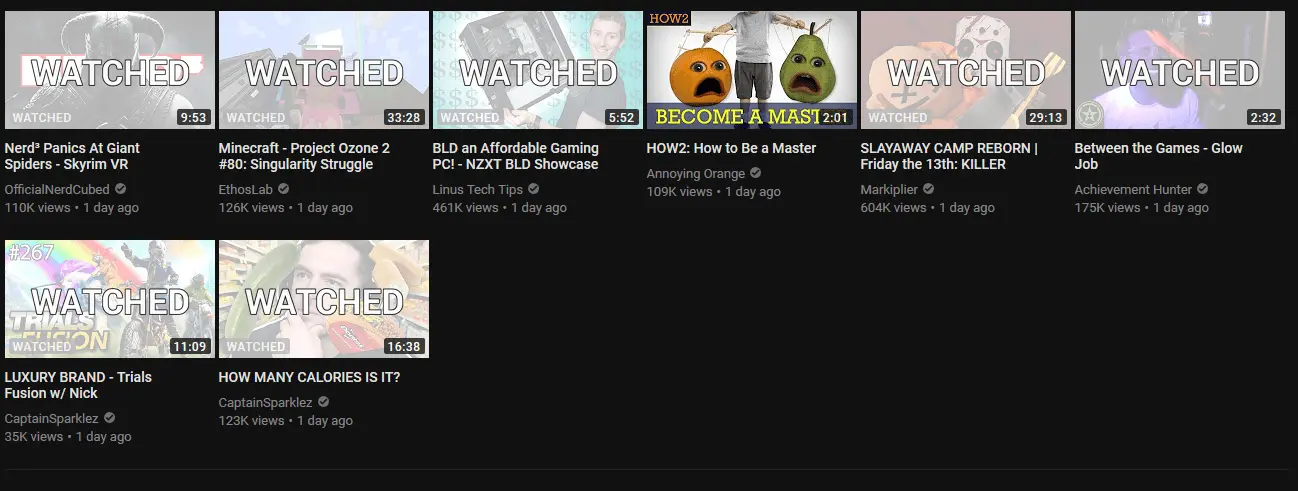 WATCHED
WATCHED
9:53
Nerd³ Panics At Giant
Spiders - Skyrim VR
OfficialNerdCubed
110K views • 1 day ago
WATCHED
WATCHED
33:28
Minecraft - Project Ozone 2
#80: Singularity Struggle
EthosLab
126K views • 1 day ago
WATCHED
WATCHED
5:52
BLD an Affordable Gaming
PC! - NZXT BLD Showcase
Linus Tech Tips
461K views • 1 day ago
HOW2
BECOME A MAST
2:01
HOW2: How to Be a Master
Annoying Orange
109K views • 1 day ago
WATCHED
WATCHED
29:13
SLAYAWAY CAMP REBORN |
Friday the 13th: KILLER
Markiplier
604K views • 1 day ago
WATCHED
WATCHED
2:32
Between the Games - Glow
Job
Achievement Hunter
175K views • 1 day ago
#267
WATCHED
TRIALS
FUSION
WATCHED
11:09
LUXURY BRAND - Trials
Fusion w/ Nick
CaptainSparklez
35K views • 1 day ago
WATCHED
WATCHED
16:38
HOW MANY CALORIES IS IT?
CaptainSparklez
123K views • 1 day ago